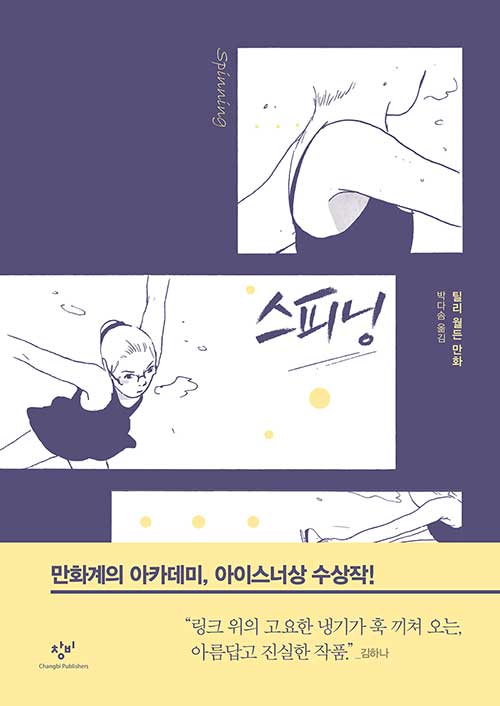 Spinning
스피닝
틸리 월든 만화
박다솜 옮김
만화계의 아카데미, 아이스너상 수상작!
“링크 위의 고요한 냉기가 훅 끼쳐 오는,
아름답고 진실한 작품.” _김하나
창비
Changbi Publishers